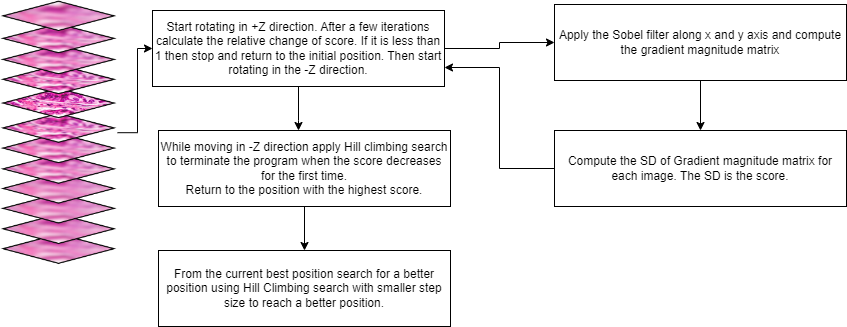 Start rotating in +Z direction. After a few iterations
calculate the relative change of score. If it is less than
1 then stop and return to the initial position. Then start
rotating in the -Z direction.
Apply the Sobel filter along x and y axis and compute
the gradient magnitude matrix
While moving in -Z direction apply Hill climbing search
to terminate the program when the score decreases
for the first time.
Return to the position with the highest score.
Compute the SD of Gradient magnitude matrix for
each image. The SD is the score.
From the current best position search for a better
position using Hill Climbing search with smaller step
size to reach a better position.